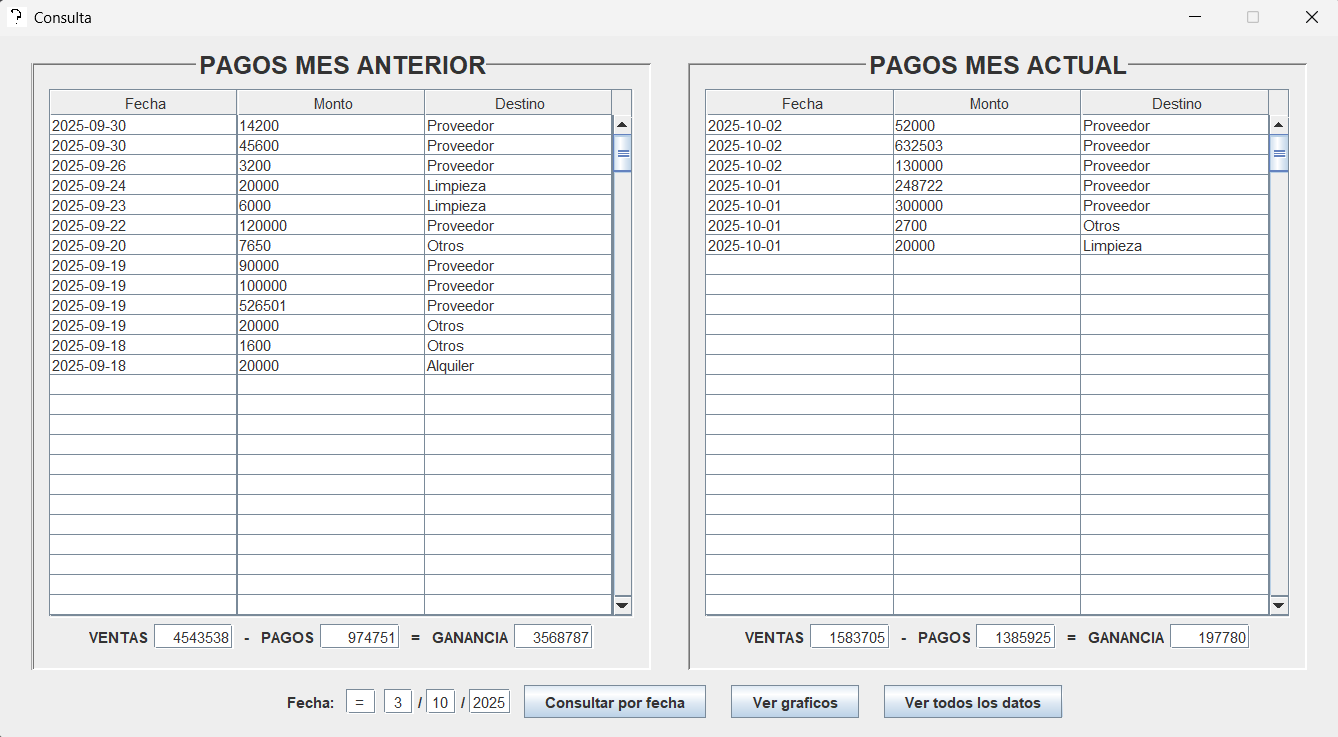 Consulta
PAGOS MES ANTERIOR
Fecha Monto Destino
2025-09-30 14200 Proveedor
2025-09-30 45600 Proveedor
2025-09-26 3200 Proveedor
2025-09-24 20000 Limpieza
2025-09-23 6000 Limpieza
2025-09-22 120000 Proveedor
2025-09-20 7650 Otros
2025-09-19 90000 Proveedor
2025-09-19 100000 Proveedor
2025-09-19 526501 Proveedor
2025-09-19 20000 Otros
2025-09-18 1600 Otros
2025-09-18 20000 Alquiler
VENTAS 4543538 - PAGOS 974751 = GANANCIA 3568787
PAGOS MES ACTUAL
Fecha Monto Destino
2025-10-02 52000 Proveedor
2025-10-02 632503 Proveedor
2025-10-02 130000 Proveedor
2025-10-01 248722 Proveedor
2025-10-01 300000 Proveedor
2025-10-01 2700 Otros
2025-10-01 20000 Limpieza
VENTAS 1583705 - PAGOS 1385925 = GANANCIA 197780
Fecha: = 3 / 10 / 2025 Consultar por fecha Ver graficos Ver todos los datos